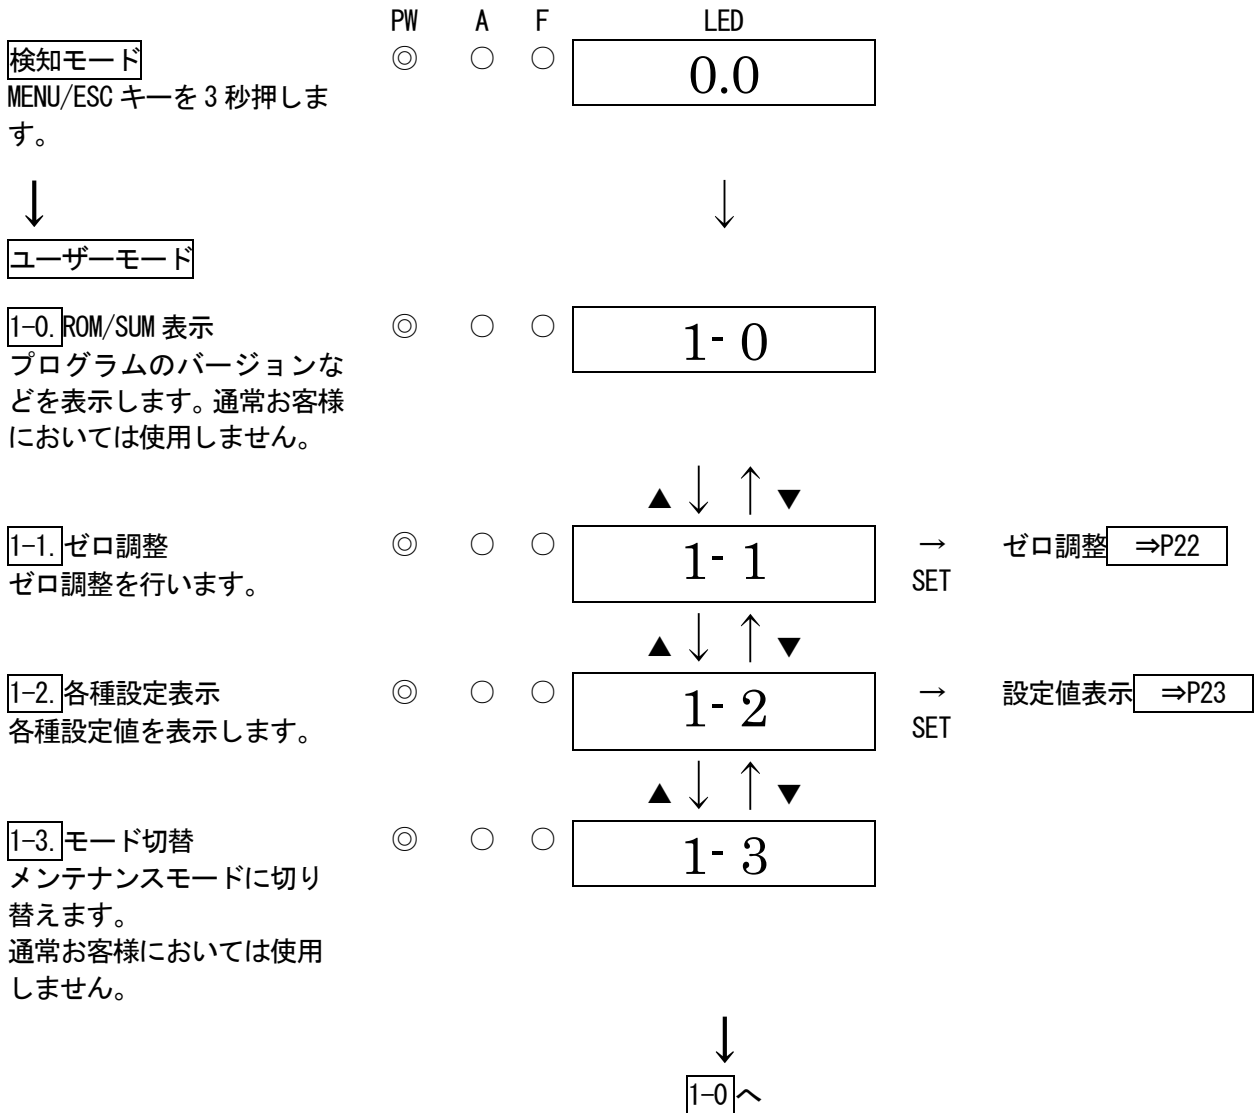 PW A F LED
検知モード ◎ ○ ○ 0.0
MENU/ESC キーを 3 秒押しま
す。
↓ ↓
ユーザーモード
1-0. ROM/SUM 表示 ◎ ○ ○ 1- 0
プログラムのバージョンな
どを表示します。通常お客様
においては使用しません。
▲ ↓ ↑ ▼
1-1. ゼロ調整 ◎ ○ ○ 1- 1 → ゼロ調整 ⇒P22
ゼロ調整を行います。 SET
▲ ↓ ↑ ▼
1-2. 各種設定表示 ◎ ○ ○ 1- 2 → 設定値表示 ⇒P23
各種設定値を表示します。 SET
▲ ↓ ↑ ▼
1-3. モード切替 ◎ ○ ○ 1- 3
メンテナンスモードに切り
替えます。
通常お客様においては使用
しません。
↓
1-0 へ